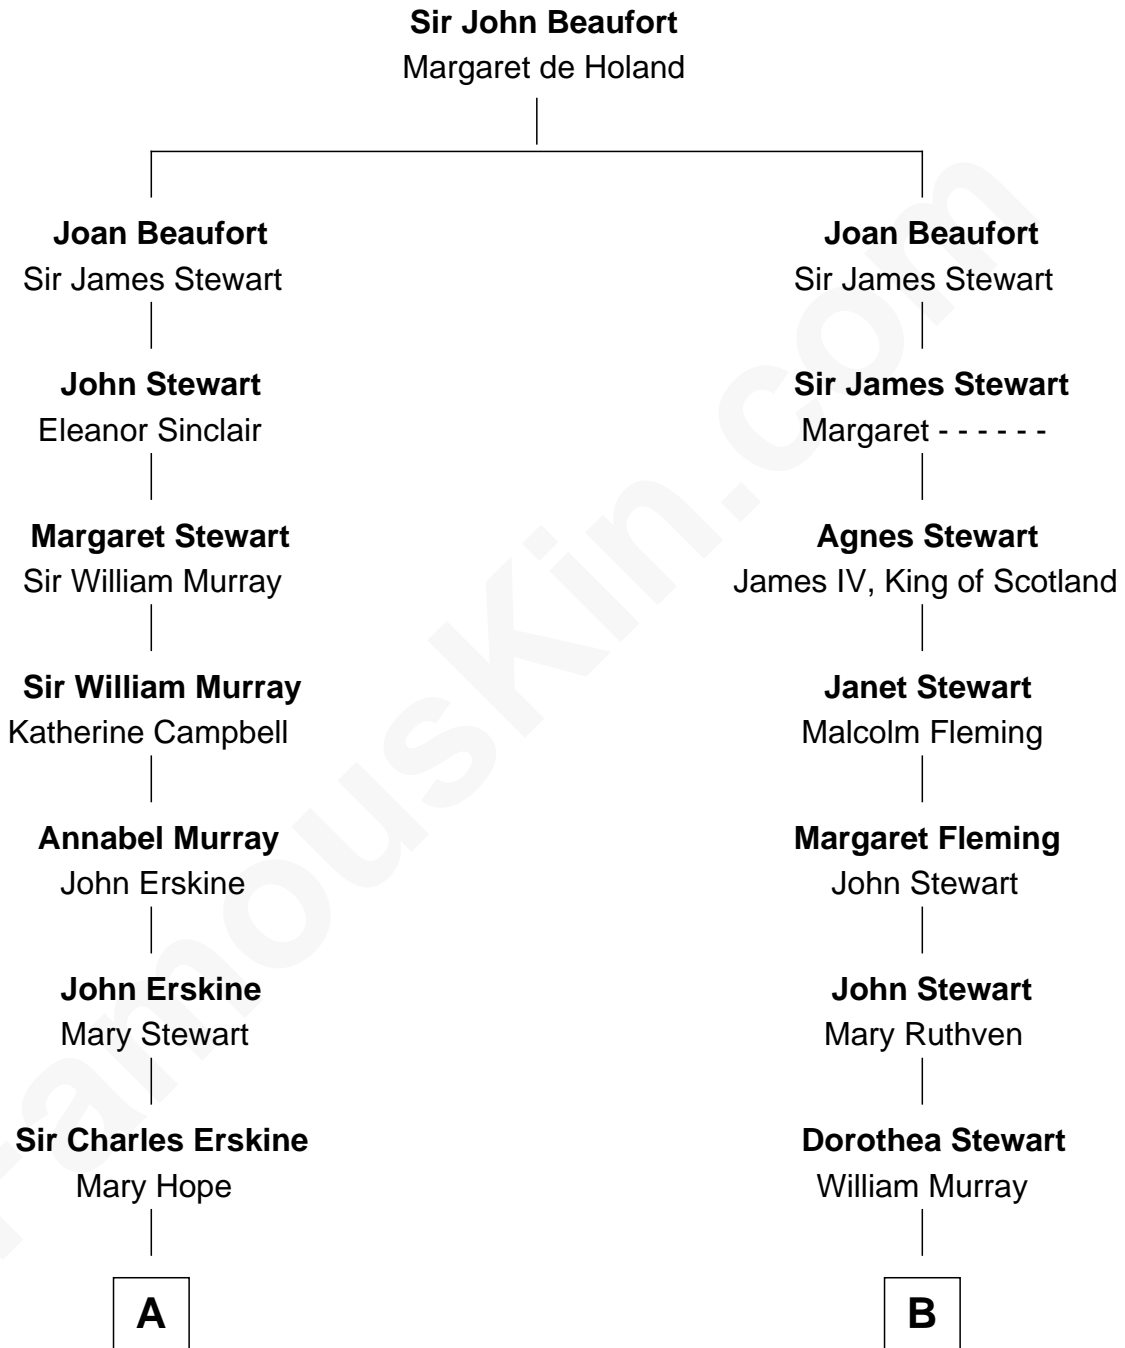 Sir John Beaufort
Margaret de Holand
Joan Beaufort
Sir James Stewart
John Stewart
Eleanor Sinclair
Margaret Stewart
Sir William Murray
Sir William Murray
Katherine Campbell
Annabel Murray
John Erskine
John Erskine
Mary Stewart
Sir Charles Erskine
Mary Hope
A
Joan Beaufort
Sir James Stewart
Sir James Stewart
Margaret - - - - - -
Agnes Stewart
James IV, King of Scotland
Janet Stewart
Malcolm Fleming
Margaret Fleming
John Stewart
John Stewart
Mary Ruthven
Dorothea Stewart
William Murray
B
FamousKin.com